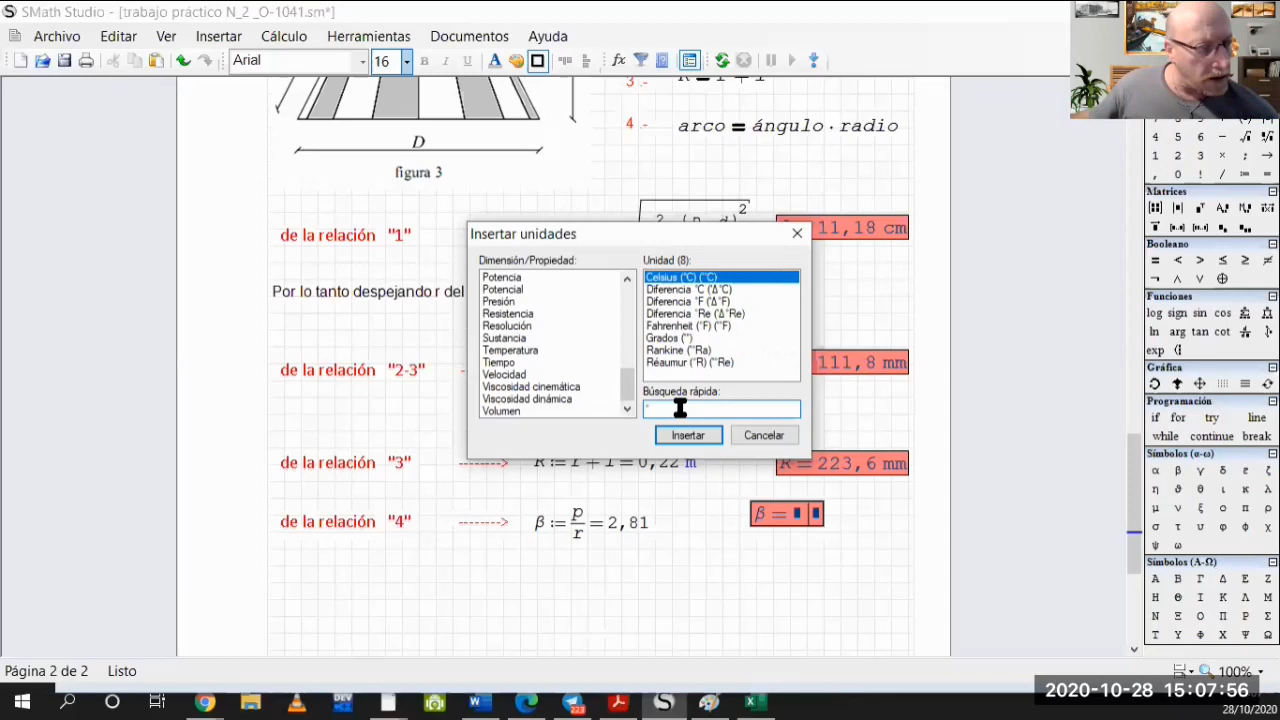 SMath Studio - [trabajo práctico N_2 _O-1041.sm*]
Archivo Editar Ver Insertar Cálculo Herramientas Documentos Ayuda
Arial 16
3 .- R = r + l
4 .- arco = ángulo · radio
D
figura 3
de la relación "1"
11,18 cm
Por lo tanto despejando r del
de la relación "2-3"
111,8 mm
de la relación "3" --------> R := r + l = 0,22 m
R = 223,6 mm
de la relación "4" --------> β := p/r = 2,81
β =
Insertar unidades
Dimensión/Propiedad:
Potencia
Potencial
Presión
Resistencia
Resolución
Sustancia
Temperatura
Tiempo
Velocidad
Viscosidad cinemática
Viscosidad dinámica
Volumen
Unidad (8):
Celsius (°C) (°C)
Diferencia °C (Δ°C)
Diferencia °F (Δ°F)
Diferencia °Re (Δ°Re)
Fahrenheit (°F) (°F)
Grados (°)
Rankine (°Ra)
Réaumur (°R) (°Re)
Búsqueda rápida:
°
Insertar Cancelar
4 5 6 ÷
1 2 3 × ; →
, 0 ! / := =
Matrices
Booleano
= < > ≤ ≥ ≠
¬ ∧ ∨ ⊕
Funciones
log sign sin cos
ln arg tan cot
exp
Gráfica
Programación
if for try line
while continue break
Símbolos (α-ω)
α β γ δ ε ζ
η ϑ θ ι κ λ
μ ν ξ ο π ρ
σ τ υ φ ϕ χ
ψ ω
Símbolos (Α-Ω)
Α Β Γ Δ Ε Ζ
Η Θ Ι Κ Λ Μ
Ν Ξ Ο Π Ρ Σ
Τ Υ Φ Χ Ψ Ω
Página 2 de 2 Listo
100%
2020-10-28 15:07:56
28/10/2020